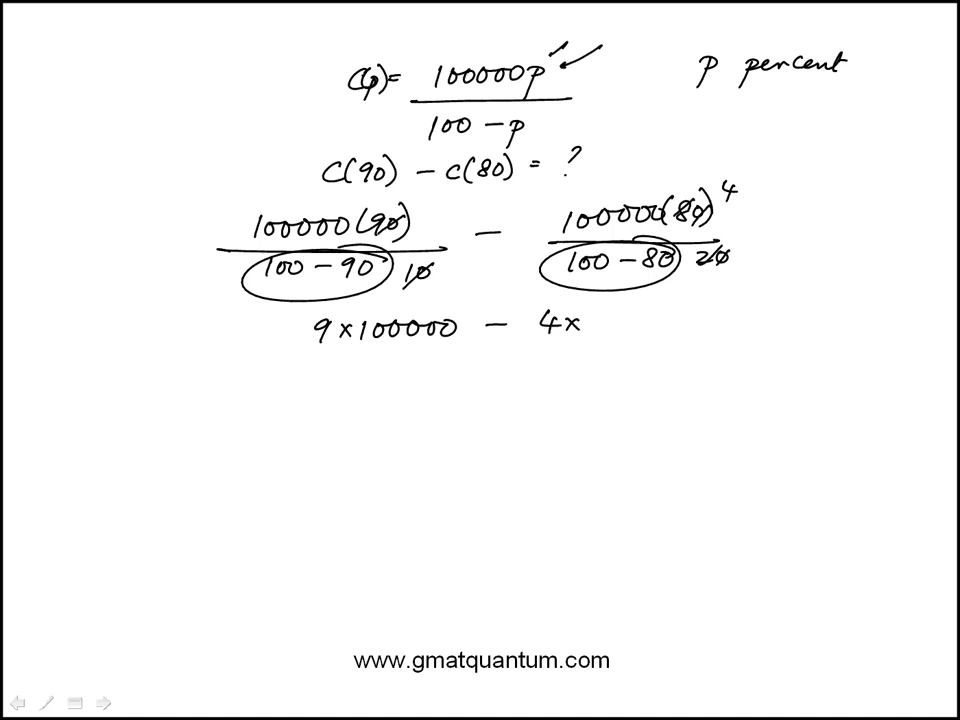 C(p) = 100000p / 100 - p    p percent
C(90) - C(80) = ?
100000(90) / 100 - 90 10 - 100000(80) 4 / 100 - 80 20
9 x 100000 - 4 x
www.gmatquantum.com